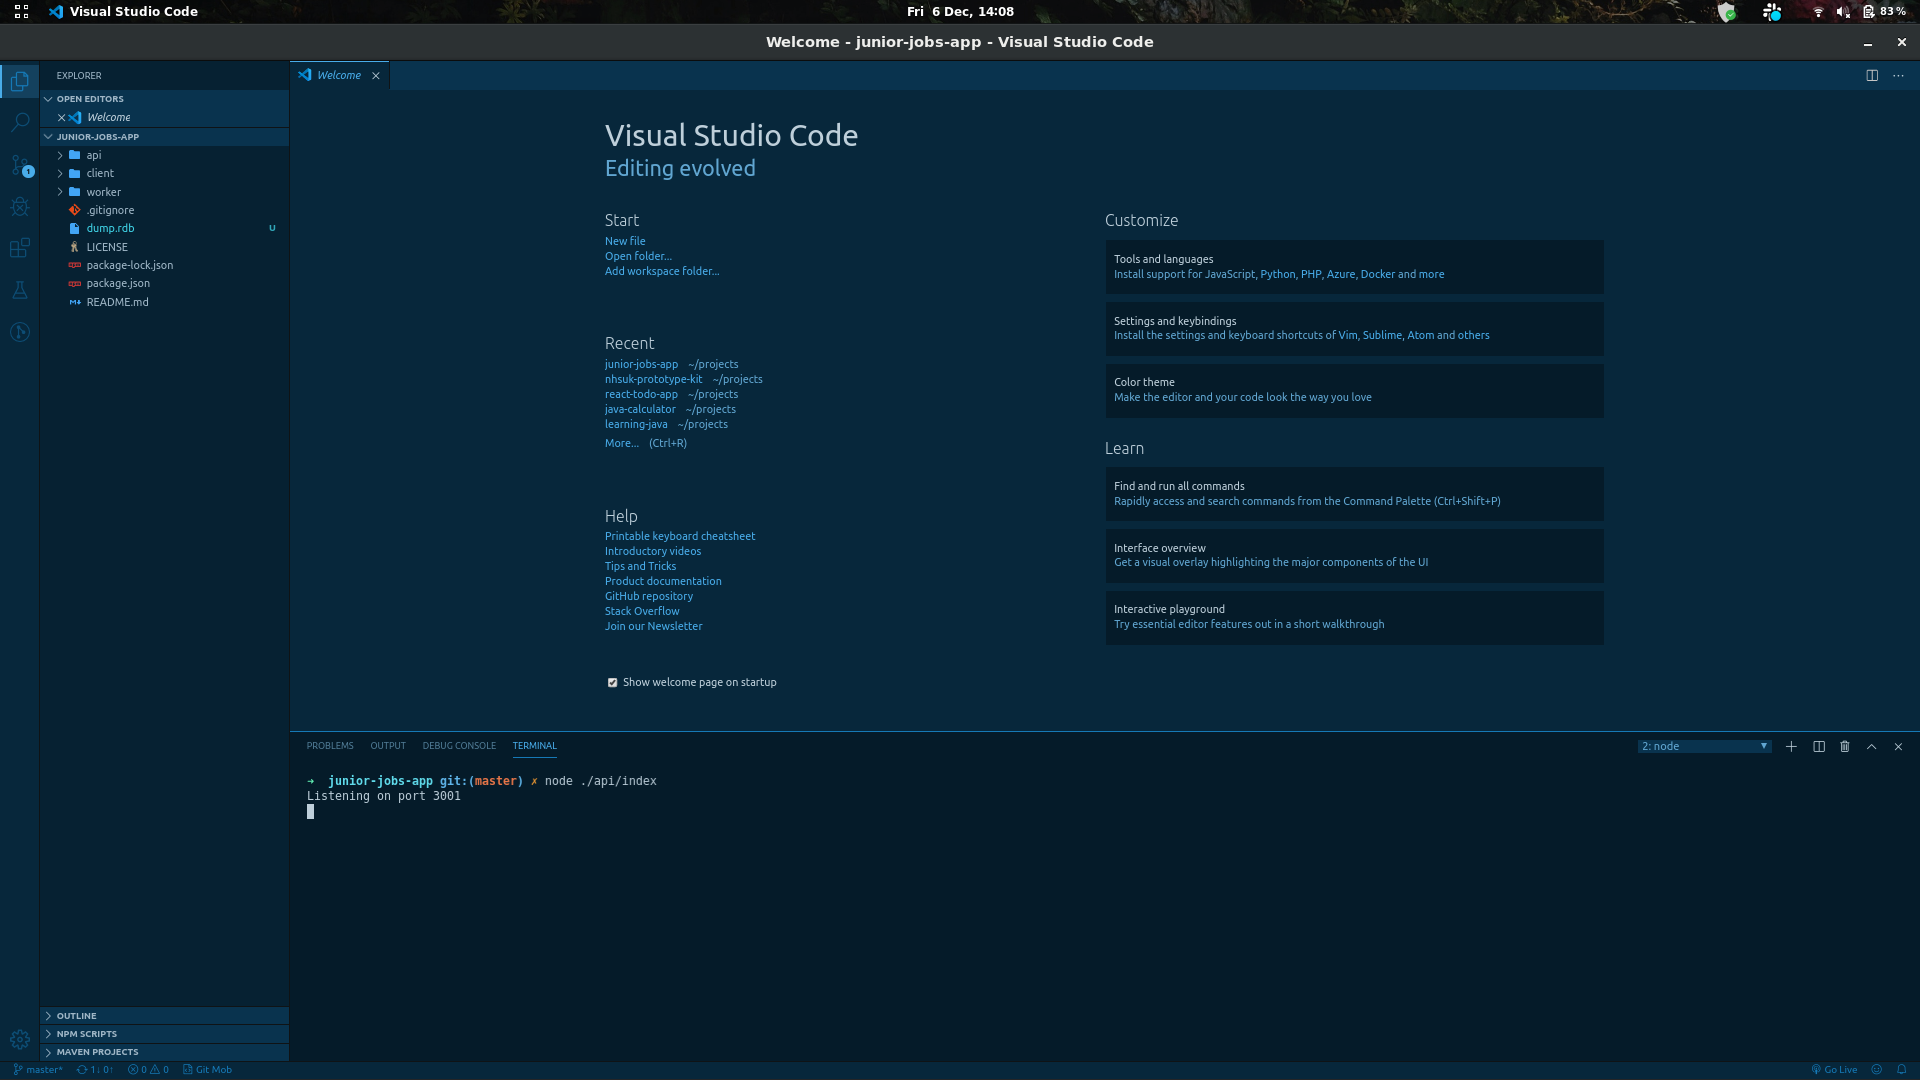 Visual Studio Code
Fri 6 Dec, 14:08
83 %
Welcome - junior-jobs-app - Visual Studio Code
EXPLORER
OPEN EDITORS
Welcome
JUNIOR-JOBS-APP
api
client
worker
.gitignore
dump.rdb U
LICENSE
package-lock.json
package.json
README.md
OUTLINE
NPM SCRIPTS
MAVEN PROJECTS
1
Welcome
Visual Studio Code
Editing evolved
Start
New file
Open folder...
Add workspace folder...
Recent
junior-jobs-app ~/projects
nhsuk-prototype-kit ~/projects
react-todo-app ~/projects
java-calculator ~/projects
learning-java ~/projects
More... (Ctrl+R)
Help
Printable keyboard cheatsheet
Introductory videos
Tips and Tricks
Product documentation
GitHub repository
Stack Overflow
Join our Newsletter
Show welcome page on startup
Customize
Tools and languages
Install support for JavaScript, Python, PHP, Azure, Docker and more
Settings and keybindings
Install the settings and keyboard shortcuts of Vim, Sublime, Atom and others
Color theme
Make the editor and your code look the way you love
Learn
Find and run all commands
Rapidly access and search commands from the Command Palette (Ctrl+Shift+P)
Interface overview
Get a visual overlay highlighting the major components of the UI
Interactive playground
Try essential editor features out in a short walkthrough
PROBLEMS OUTPUT DEBUG CONSOLE TERMINAL
2: node
➜ junior-jobs-app git:(master) ✗ node ./api/index
Listening on port 3001
master* 1↓ 0↑ 0 0 Git Mob
Go Live